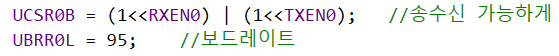 UCSR0B = (1<<RXEN0) | (1<<TXEN0);   //송수신 가능하게
UBRR0L = 95;    //보드레이트